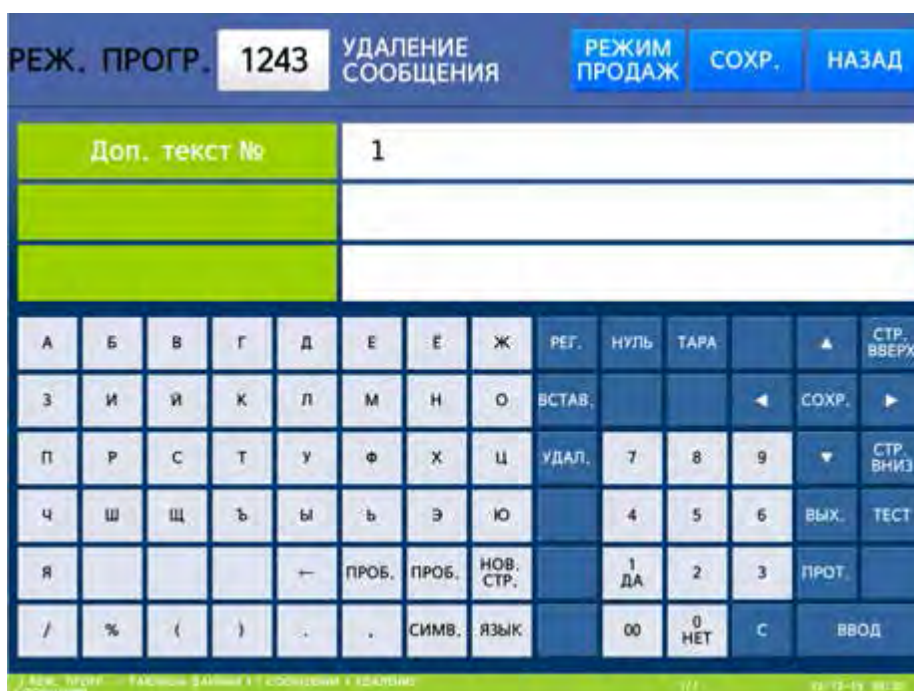 РЕЖ. ПРОГР. 1243 УДАЛЕНИЕ СООБЩЕНИЯ РЕЖИМ ПРОДАЖ СОХР. НАЗАД
Доп. текст № 1
А Б В Г Д Е Ё Ж РЕГ. НУЛЬ ТАРА ▲ СТР. ВВЕРХ
З И Й К Л М Н О ВСТАВ. ◄ СОХР. ►
П Р С Т У Ф Х Ц УДАЛ. 7 8 9 ▼ СТР. ВНИЗ
Ч Ш Щ Ъ Ы Ь Э Ю 4 5 6 ВЫХ. ТЕСТ
Я ← ПРОБ. ПРОБ. НОВ. СТР. 1 ДА 2 3 ПРОТ.
/ % ( ) . , СИМВ. ЯЗЫК 00 0 НЕТ С ВВОД